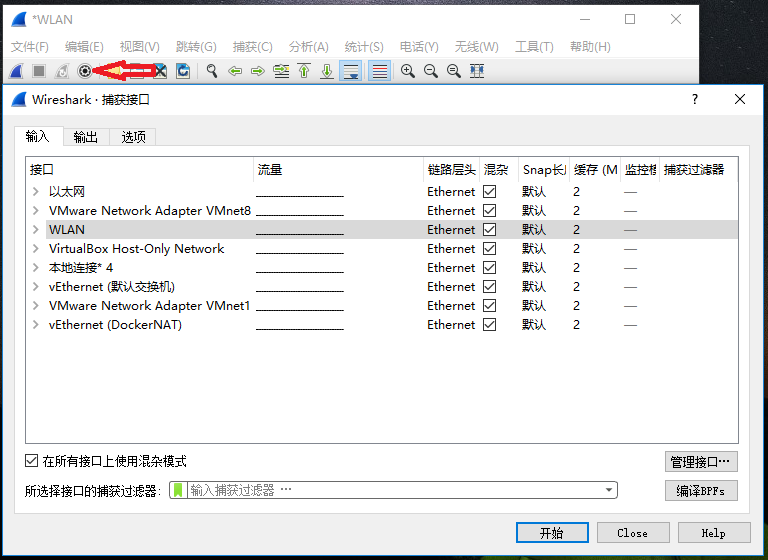 *WLAN
文件(F) 编辑(E) 视图(V) 跳转(G) 捕获(C) 分析(A) 统计(S) 电话(Y) 无线(W) 工具(T) 帮助(H)
Wireshark · 捕获接口
输入 输出 选项
接口 流量 链路层头 混杂 Snap长 缓存 (M 监控模 捕获过滤器
以太网 Ethernet 默认 2 —
VMware Network Adapter VMnet8 Ethernet 默认 2 —
WLAN Ethernet 默认 2 —
VirtualBox Host-Only Network Ethernet 默认 2 —
本地连接* 4 Ethernet 默认 2 —
vEthernet (默认交换机) Ethernet 默认 2 —
VMware Network Adapter VMnet1 Ethernet 默认 2 —
vEthernet (DockerNAT) Ethernet 默认 2 —
在所有接口上使用混杂模式 管理接口…
所选择接口的捕获过滤器: 输入捕获过滤器 … 编译BPFs
开始 Close Help